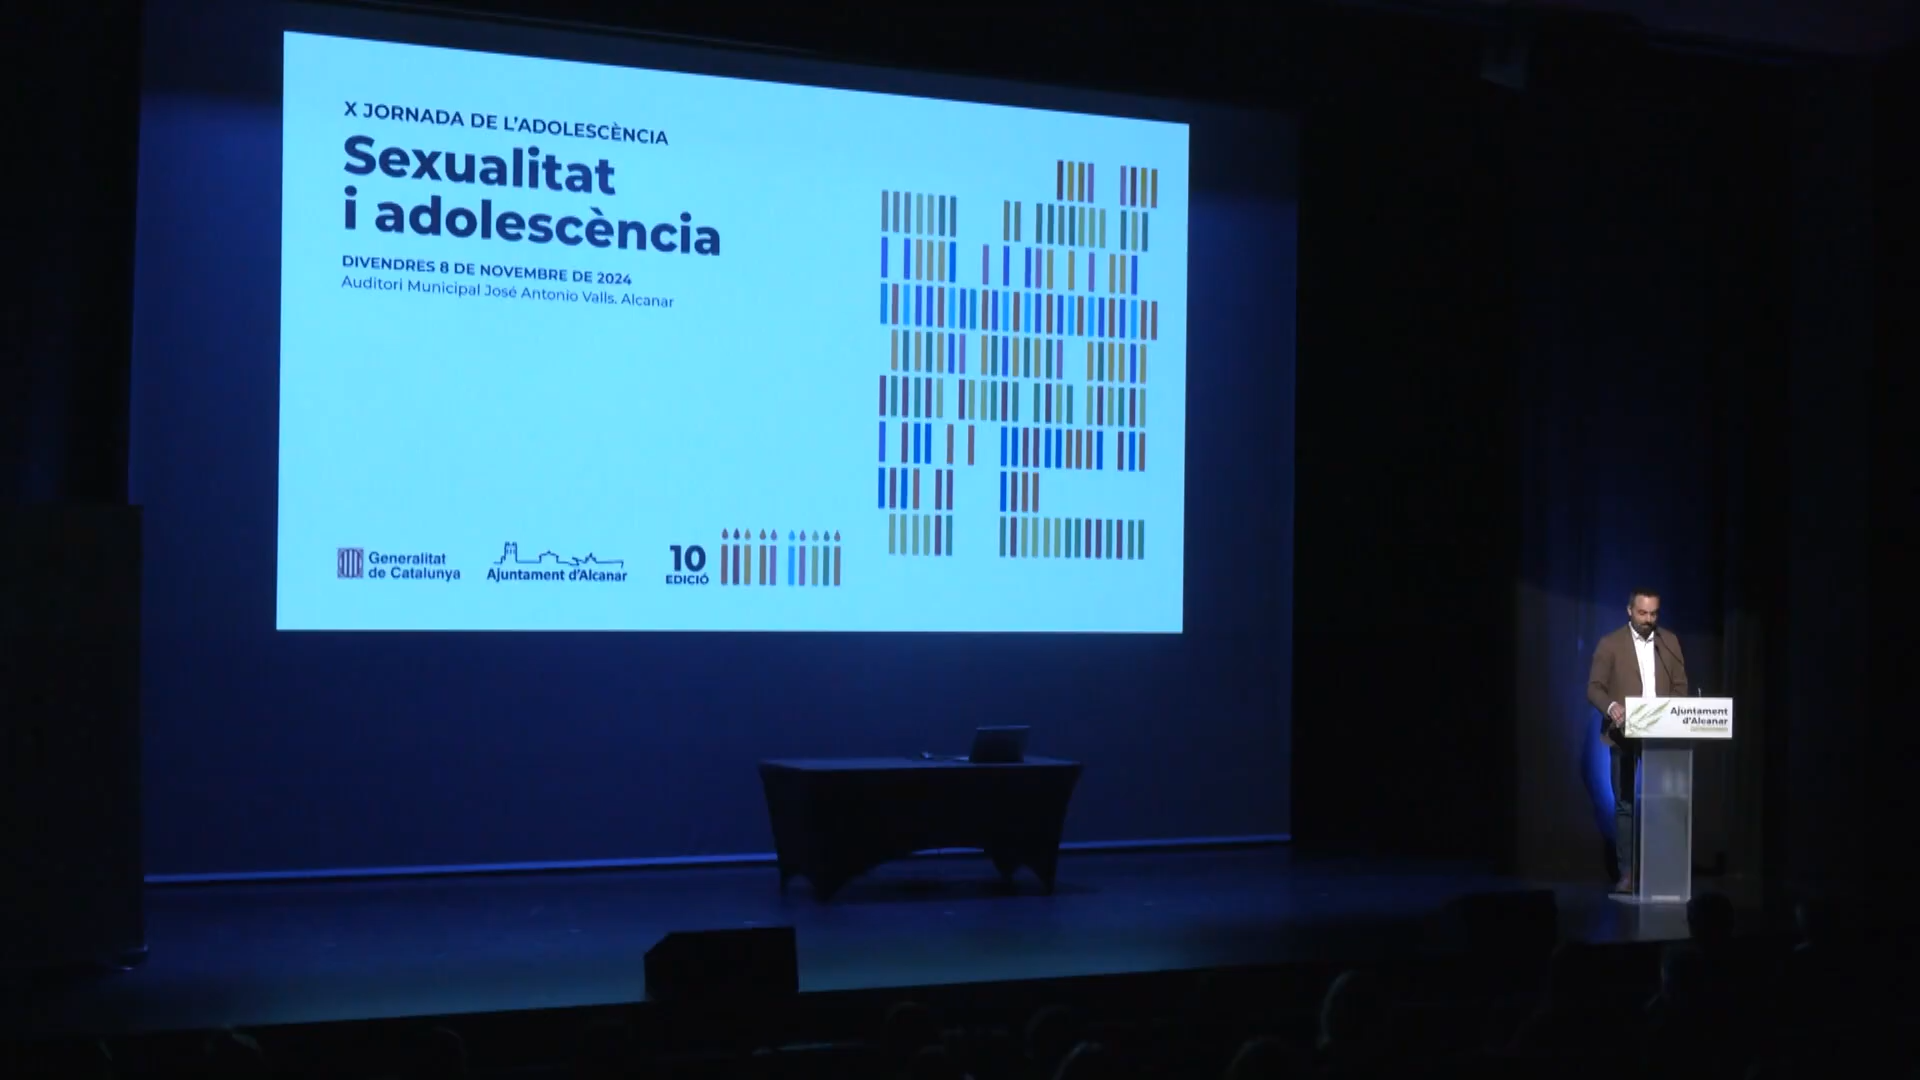 X JORNADA DE L'ADOLESCÈNCIA
Sexualitat
i adolescència
DIVENDRES 8 DE NOVEMBRE DE 2024
Auditori Municipal José Antonio Valls. Alcanar
Generalitat
de Catalunya
Ajuntament d'Alcanar
10
EDICIÓ
Ajuntament
d'Alcanar